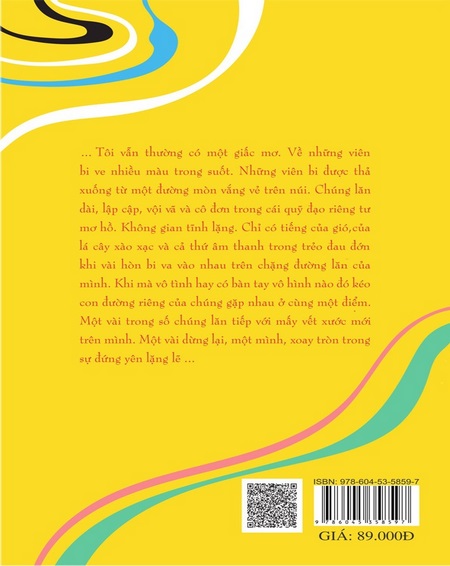 ... Tôi vẫn thường có một giấc mơ. Về những viên
bi ve nhiều màu trong suốt. Những viên bi được thả
xuống từ một đường mòn vắng vẻ trên núi. Chúng lăn
dài, lập cập, vội vã và cô đơn trong cái quỹ đạo riêng tư
mơ hồ. Không gian tĩnh lặng. Chỉ có tiếng của gió,của
lá cây xào xạc và cả thứ âm thanh trong trẻo đau đớn
khi vài hòn bi va vào nhau trên chặng đường lăn của
mình. Khi mà vô tình hay có bàn tay vô hình nào đó kéo
con đường riêng của chúng gặp nhau ở cùng một điểm.
Một vài trong số chúng lăn tiếp với mấy vết xước mới
trên mình. Một vài dừng lại, một mình, xoay tròn trong
sự đứng yên lặng lẽ ...
ISBN: 978-604-53-5859-7
9 786045 358597
GIÁ: 89.000Đ